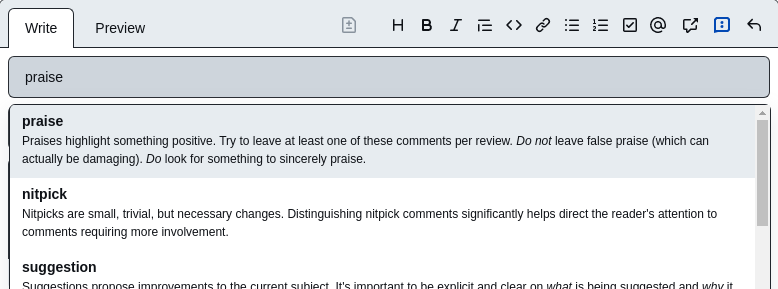 Write Preview
praise
praise
Praises highlight something positive. Try to leave at least one of these comments per review. Do not leave false praise (which can
actually be damaging). Do look for something to sincerely praise.
nitpick
Nitpicks are small, trivial, but necessary changes. Distinguishing nitpick comments significantly helps direct the reader's attention to
comments requiring more involvement.
suggestion
Suggestions propose improvements to the current subject. It's important to be explicit and clear on what is being suggested and why it